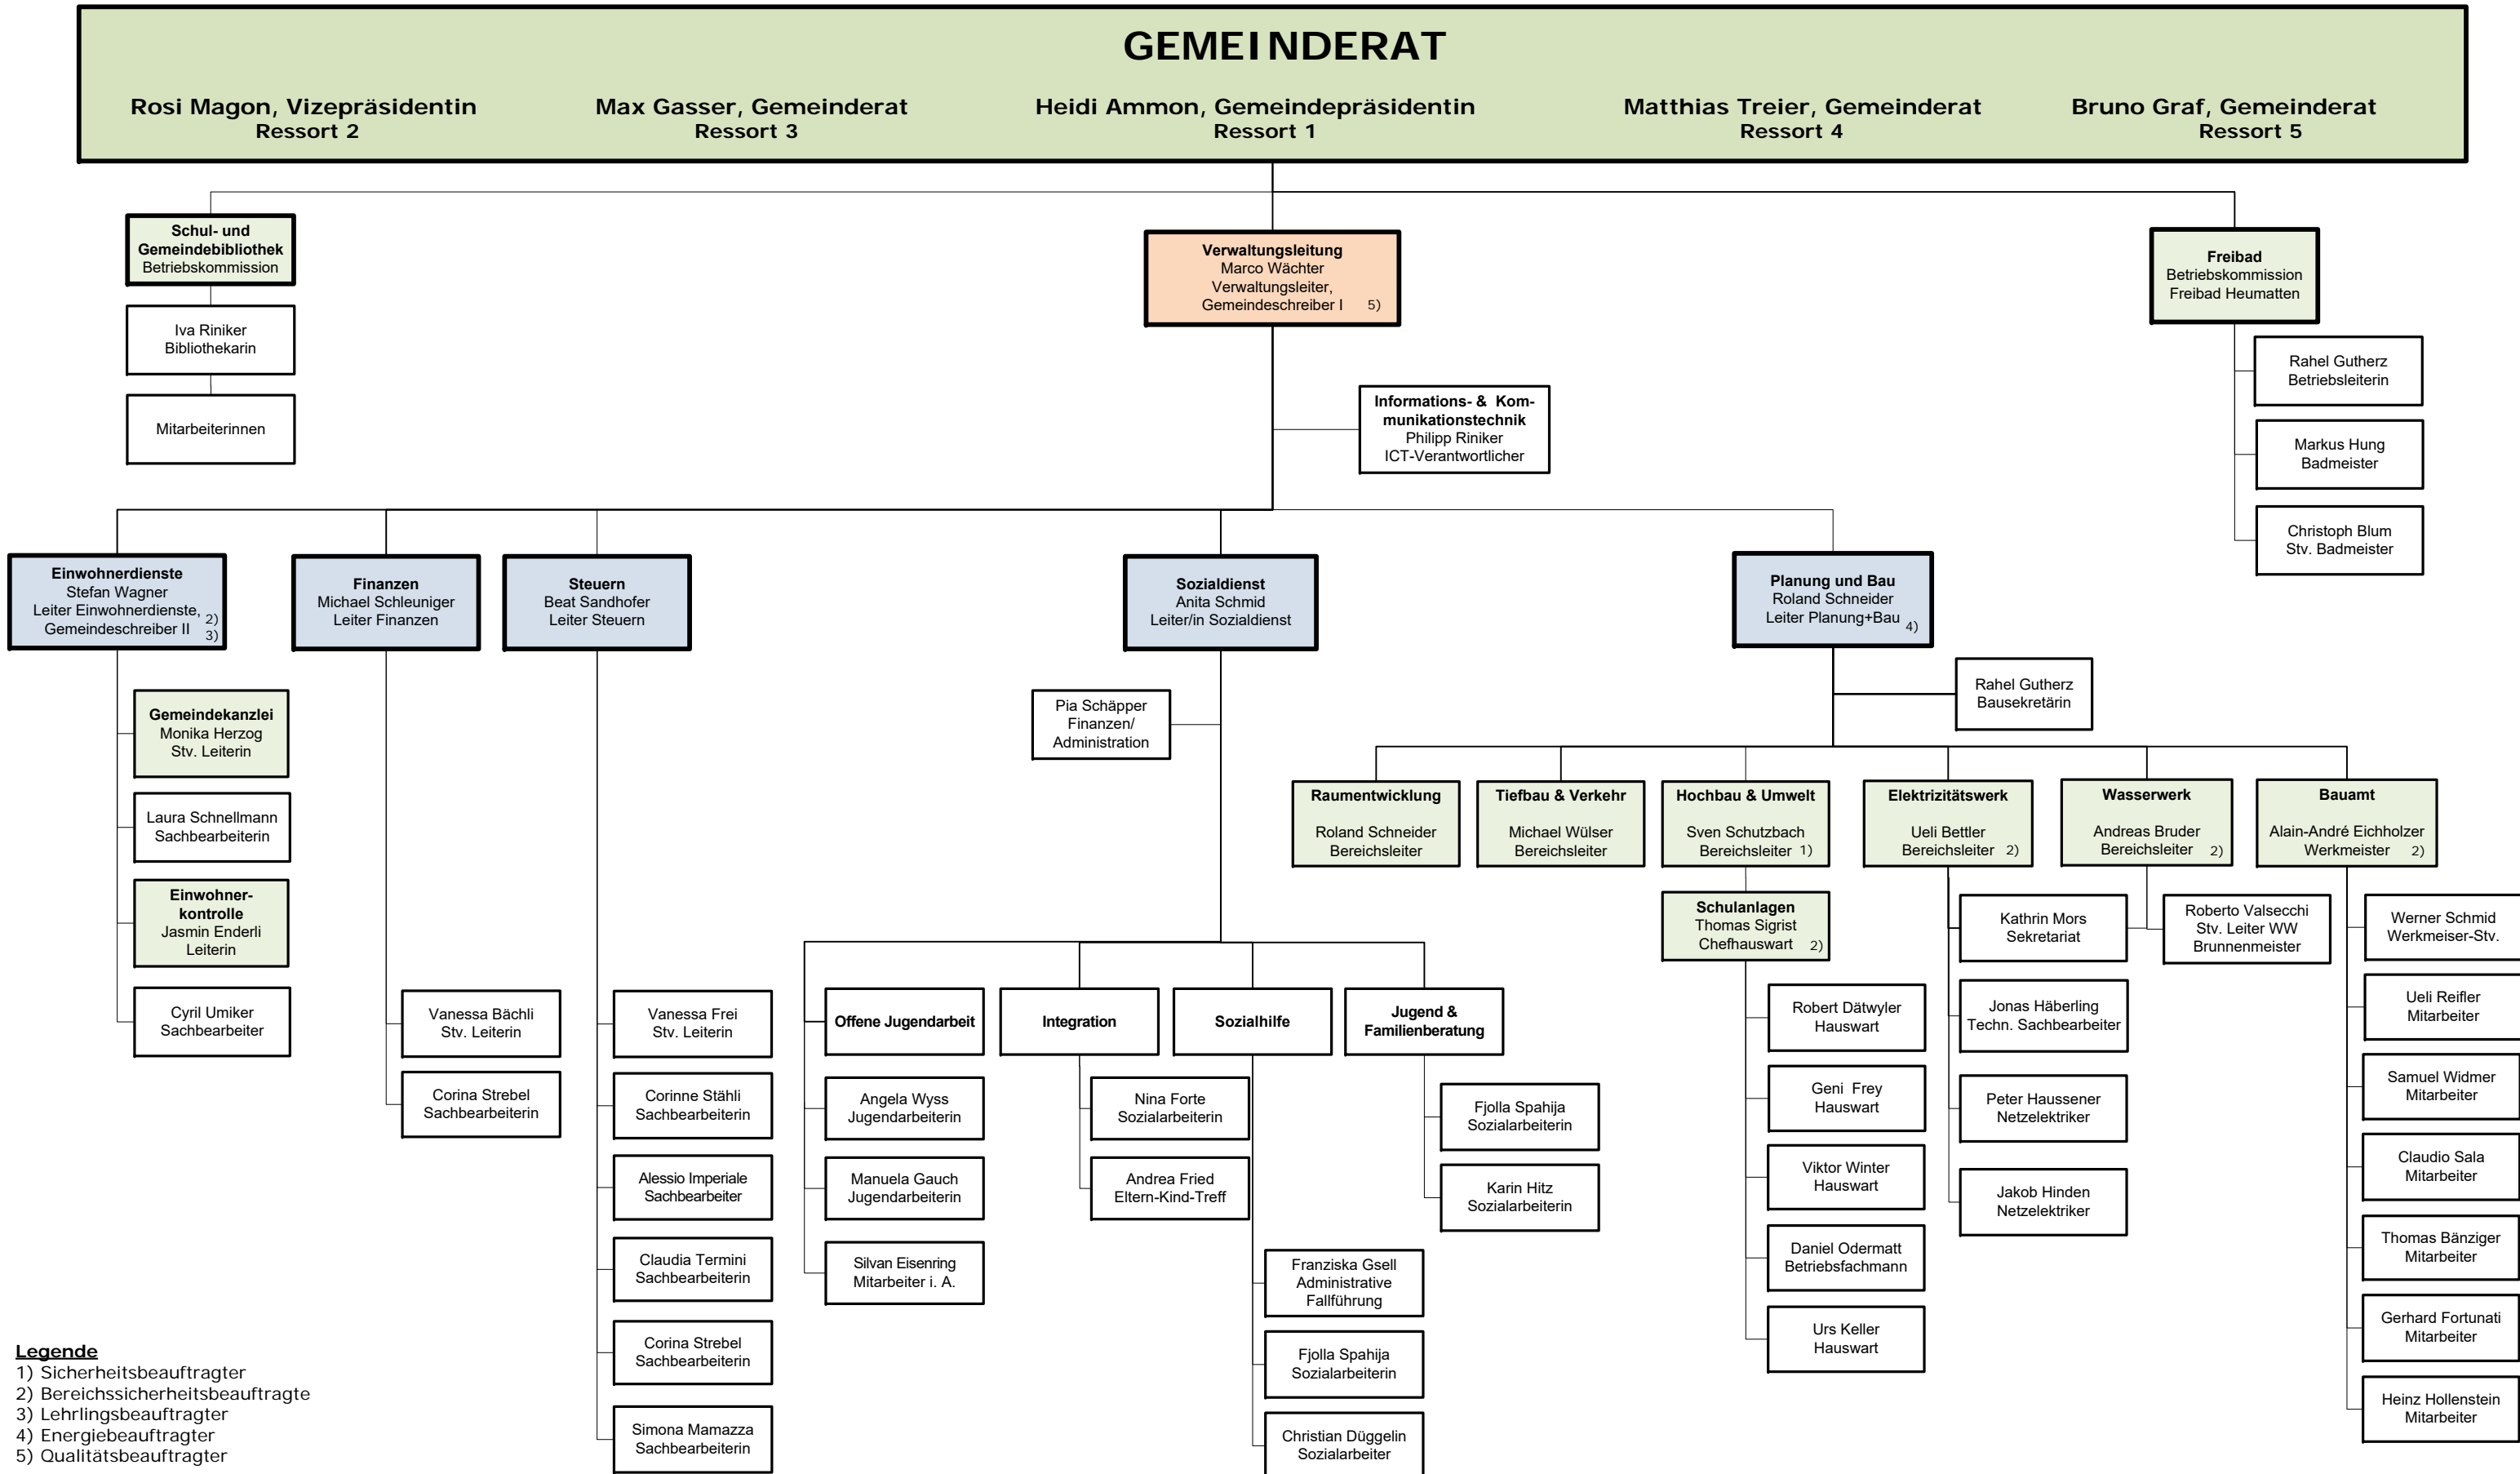 GEMEINDERAT
Rosi Magon, Vizepräsidentin
Ressort 2
Max Gasser, Gemeinderat
Ressort 3
Heidi Ammon, Gemeindepräsidentin
Ressort 1
Matthias Treier, Gemeinderat
Ressort 4
Bruno Graf, Gemeinderat
Ressort 5
Schul- und
Gemeindebibliothek
Betriebskommission
Iva Riniker
Bibliothekarin
Mitarbeiterinnen
Verwaltungsleitung
Marco Wächter
Verwaltungsleiter,
Gemeindeschreiber I 5)
Informations- & Kom-
munikationstechnik
Philipp Riniker
ICT-Verantwortlicher
Freibad
Betriebskommission
Freibad Heumatten
Rahel Gutherz
Betriebsleiterin
Markus Hung
Badmeister
Christoph Blum
Stv. Badmeister
Einwohnerdienste
Stefan Wagner
Leiter Einwohnerdienste, 2)
Gemeindeschreiber II 3)
Gemeindekanzlei
Monika Herzog
Stv. Leiterin
Laura Schnellmann
Sachbearbeiterin
Einwohner-
kontrolle
Jasmin Enderli
Leiterin
Cyril Umiker
Sachbearbeiter
Finanzen
Michael Schleuniger
Leiter Finanzen
Vanessa Bächli
Stv. Leiterin
Corina Strebel
Sachbearbeiterin
Steuern
Beat Sandhofer
Leiter Steuern
Vanessa Frei
Stv. Leiterin
Corinne Stähli
Sachbearbeiterin
Alessio Imperiale
Sachbearbeiter
Claudia Termini
Sachbearbeiterin
Corina Strebel
Sachbearbeiterin
Simona Mamazza
Sachbearbeiterin
Sozialdienst
Anita Schmid
Leiter/in Sozialdienst
Pia Schäpper
Finanzen/
Administration
Offene Jugendarbeit
Angela Wyss
Jugendarbeiterin
Manuela Gauch
Jugendarbeiterin
Silvan Eisenring
Mitarbeiter i. A.
Integration
Nina Forte
Sozialarbeiterin
Andrea Fried
Eltern-Kind-Treff
Sozialhilfe
Franziska Gsell
Administrative
Fallführung
Fjolla Spahija
Sozialarbeiterin
Christian Düggelin
Sozialarbeiter
Jugend &
Familienberatung
Fjolla Spahija
Sozialarbeiterin
Karin Hitz
Sozialarbeiterin
Planung und Bau
Roland Schneider
Leiter Planung+Bau 4)
Rahel Gutherz
Bausekretärin
Raumentwicklung
Roland Schneider
Bereichsleiter
Tiefbau & Verkehr
Michael Wülser
Bereichsleiter
Hochbau & Umwelt
Sven Schutzbach
Bereichsleiter 1)
Schulanlagen
Thomas Sigrist
Chefhauswart 2)
Robert Dätwyler
Hauswart
Geni Frey
Hauswart
Viktor Winter
Hauswart
Daniel Odermatt
Betriebsfachmann
Urs Keller
Hauswart
Elektrizitätswerk
Ueli Bettler
Bereichsleiter 2)
Kathrin Mors
Sekretariat
Jonas Häberling
Techn. Sachbearbeiter
Peter Haussener
Netzelektriker
Jakob Hinden
Netzelektriker
Wasserwerk
Andreas Bruder
Bereichsleiter 2)
Roberto Valsecchi
Stv. Leiter WW
Brunnenmeister
Bauamt
Alain-André Eichholzer
Werkmeister 2)
Werner Schmid
Werkmeiser-Stv.
Ueli Reifler
Mitarbeiter
Samuel Widmer
Mitarbeiter
Claudio Sala
Mitarbeiter
Thomas Bänziger
Mitarbeiter
Gerhard Fortunati
Mitarbeiter
Heinz Hollenstein
Mitarbeiter
Legende
1) Sicherheitsbeauftragter
2) Bereichssicherheitsbeauftragte
3) Lehrlingsbeauftragter
4) Energiebeauftragter
5) Qualitätsbeauftragter